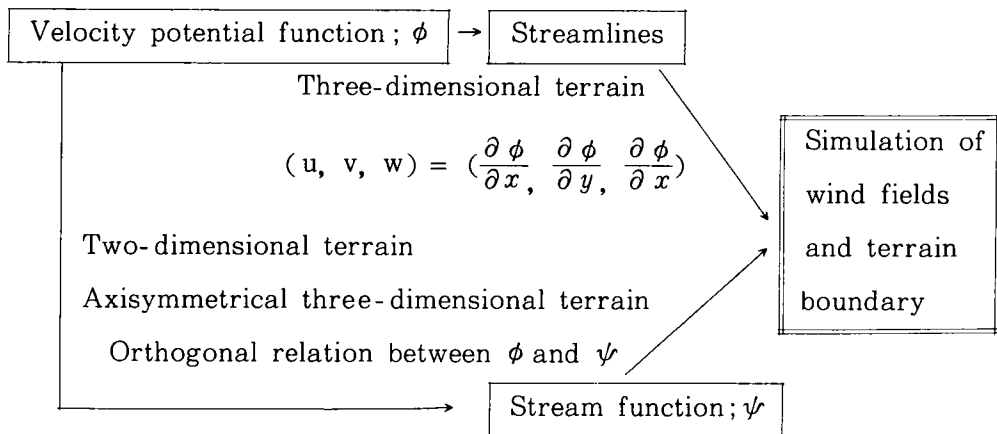 Velocity potential function ; ϕ → Streamlines
Three-dimensional terrain
( u, v, w ) = (∂ϕ/∂x, ∂ϕ/∂y, ∂ϕ/∂x)
Simulation of
wind fields
and terrain
boundary
Two-dimensional terrain
Axisymmetrical three-dimensional terrain
Orthogonal relation between ϕ and ψ
Stream function ; ψ